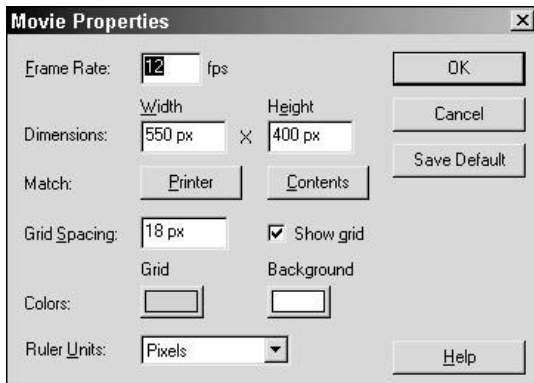 Movie Properties
Frame Rate: 12 fps OK
Width Height
Dimensions: 550 px × 400 px Cancel
Save Default
Match: Printer Contents
Grid Spacing: 18 px Show grid
Grid Background
Colors:
Ruler Units: Pixels Help